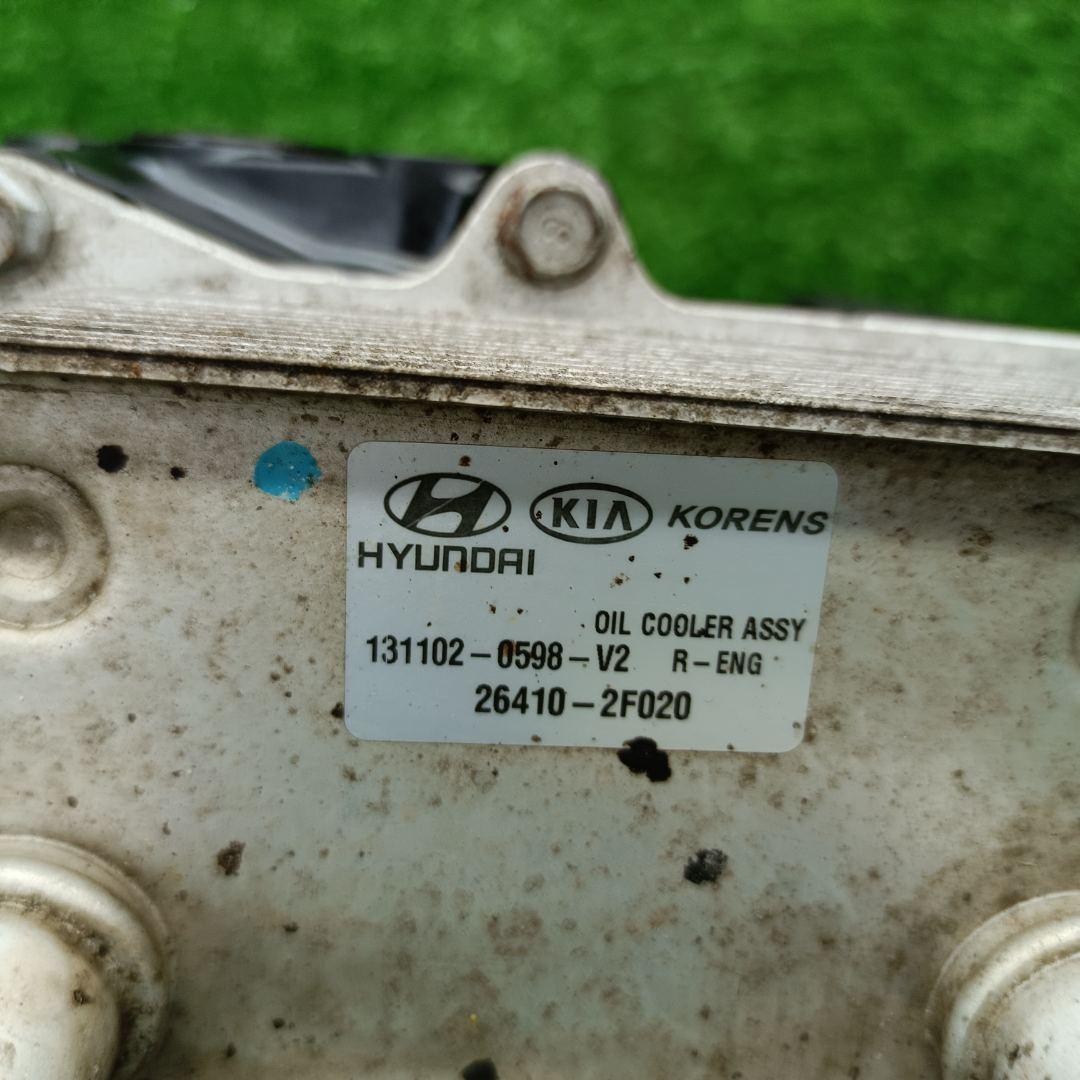 KIA KORENS
HYUNDAI
OIL COOLER ASSY
131102-0598-V2 R-ENG
26410-2F020